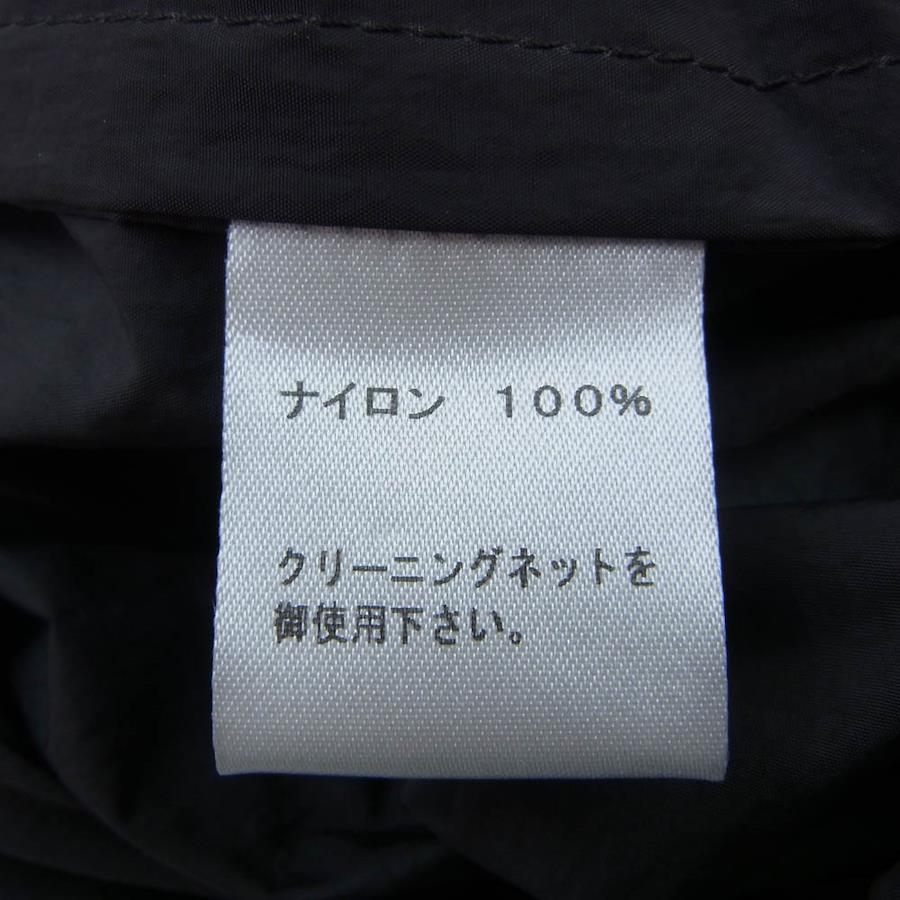 ナイロン　１００％
クリーニングネットを
御使用下さい。